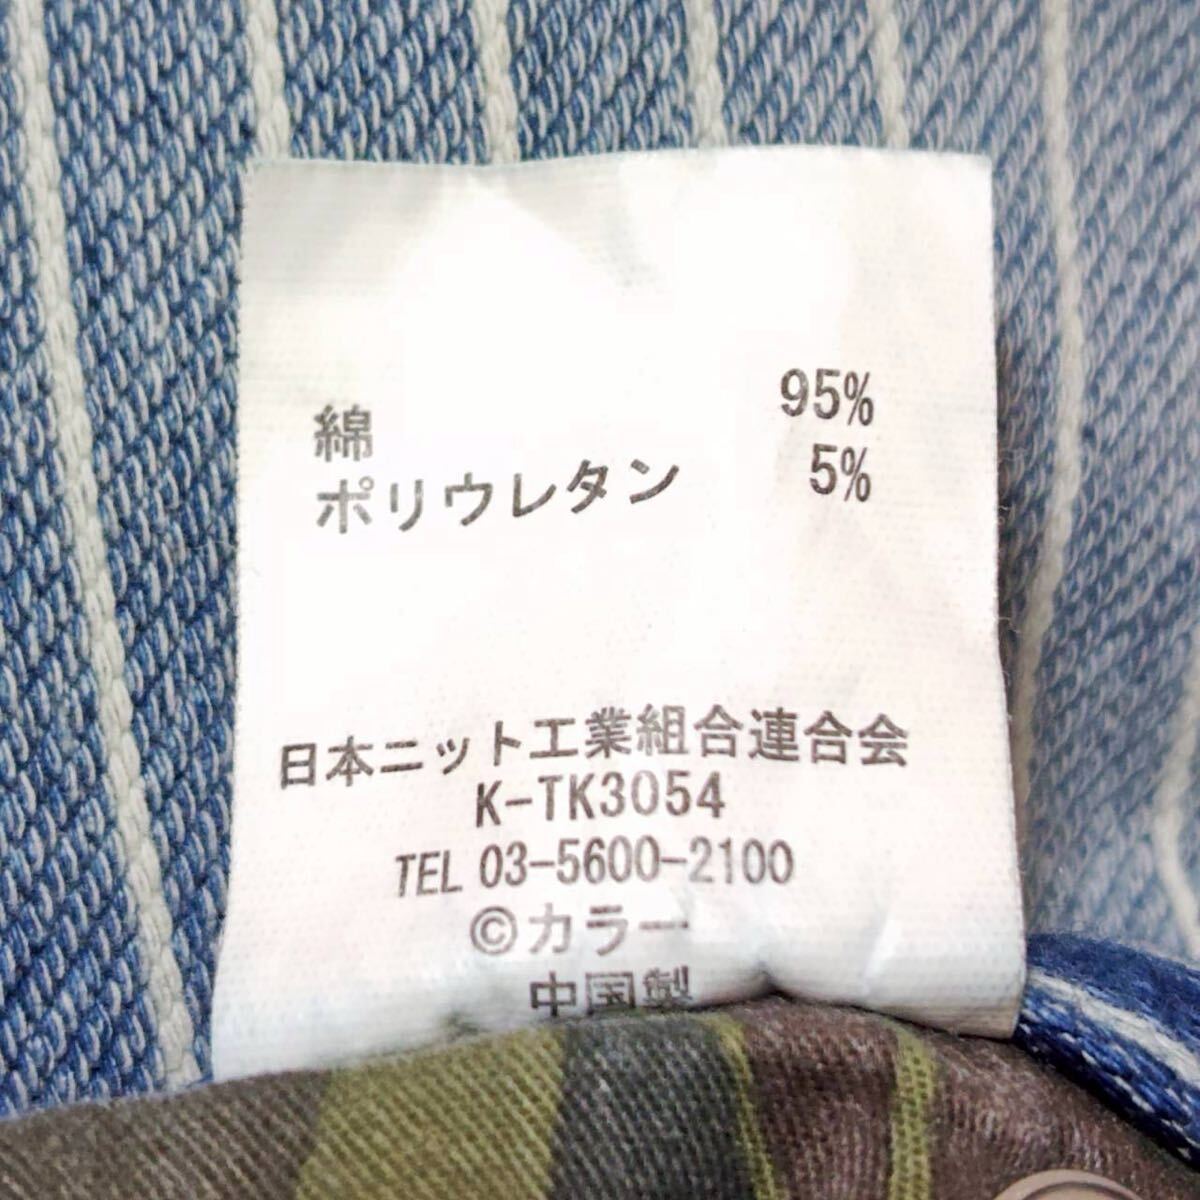 綿 95%
ポリウレタン 5%
日本ニット工業組合連合会
K-TK3054
TEL 03-5600-2100
©カラー
中国製